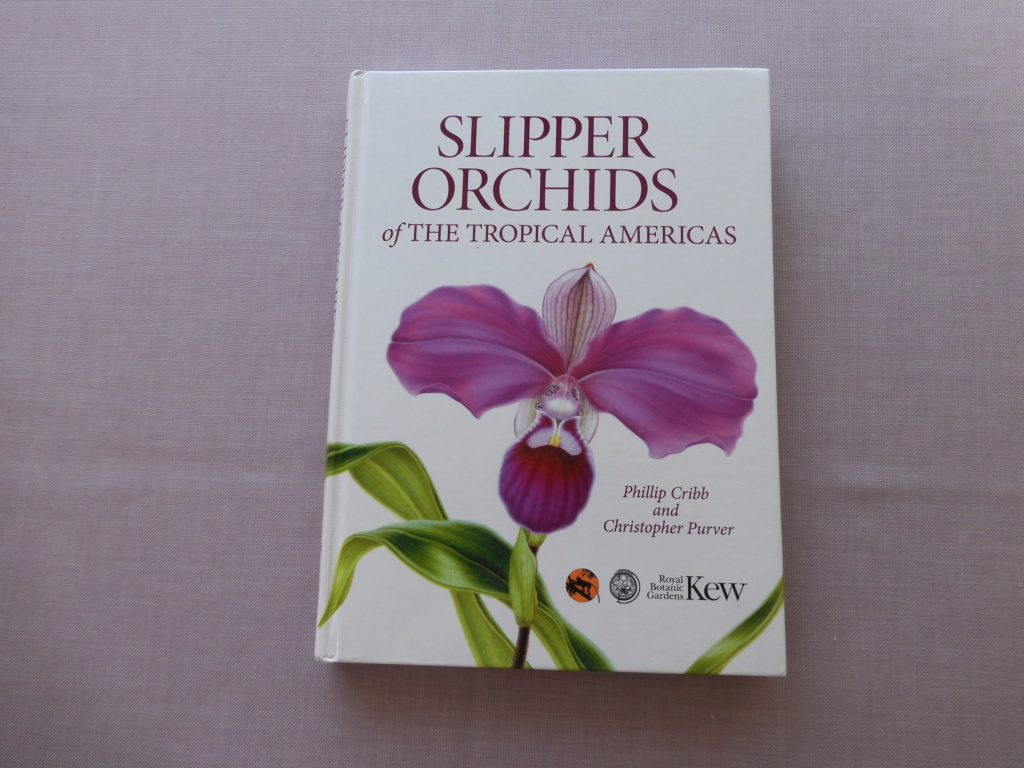 SLIPPER
ORCHIDS
of THE TROPICAL AMERICAS
Phillip Cribb
and
Christopher Purver
Royal
Botanic
Gardens
Kew